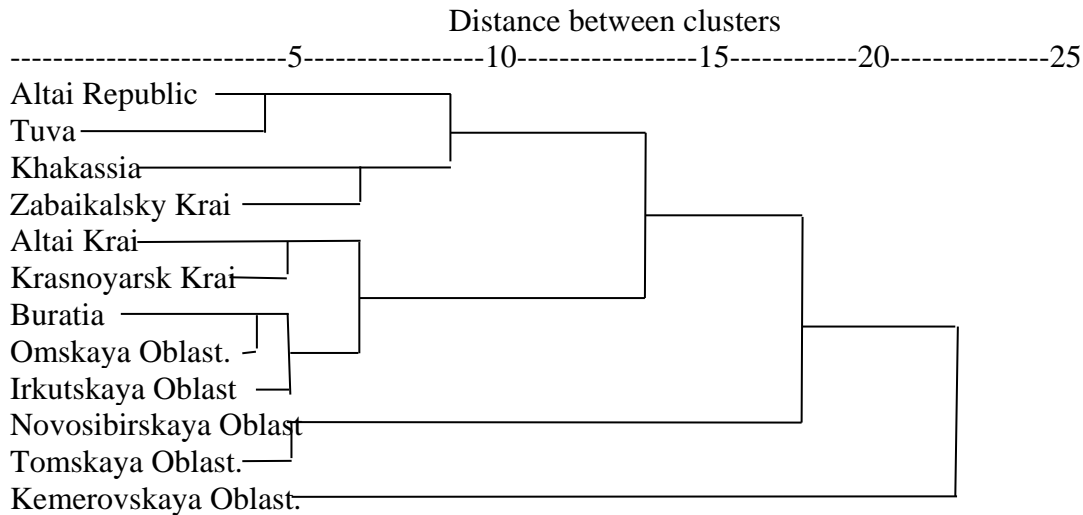 Distance between clusters
--------------------------5-----------------10-----------------15-------------20---------------25
Altai Republic
Tuva
Khakassia
Zabaikalsky Krai
Altai Krai
Krasnoyarsk Krai
Buratia
Omskaya Oblast.
Irkutskaya Oblast
Novosibirskaya Oblast
Tomskaya Oblast.
Kemerovskaya Oblast.